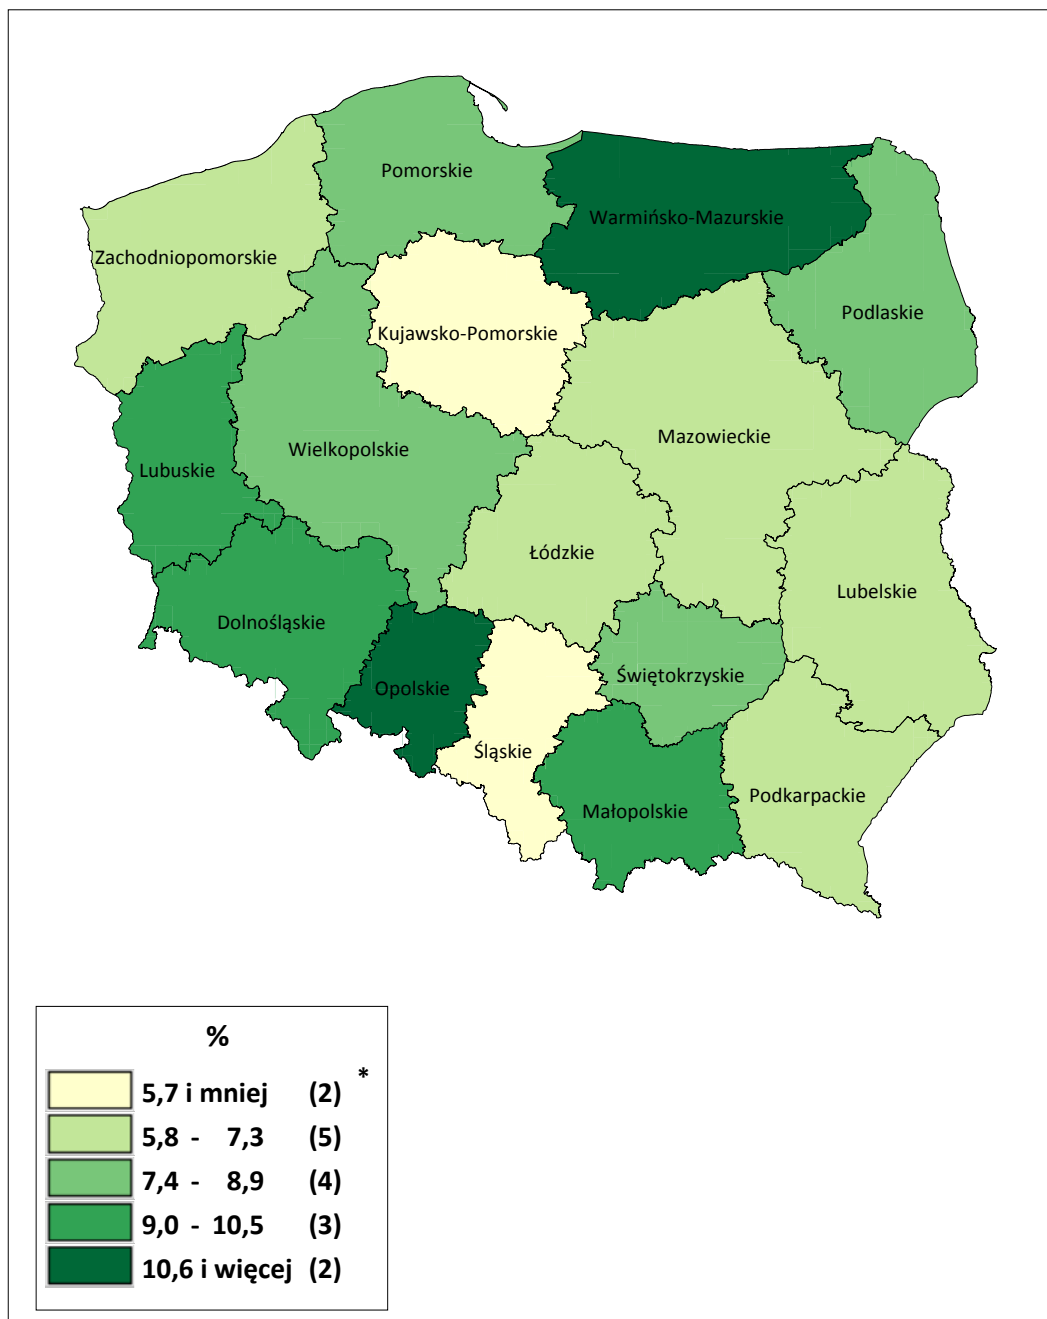 Pomorskie
Warmińsko-Mazurskie
Zachodniopomorskie
Podlaskie
Kujawsko-Pomorskie
Mazowieckie
Wielkopolskie
Lubuskie
Łódzkie
Lubelskie
Dolnośląskie
Świętokrzyskie
Opolskie
Śląskie
Podkarpackie
Małopolskie
%
5,7 i mniej (2) *
5,8 - 7,3 (5)
7,4 - 8,9 (4)
9,0 - 10,5 (3)
10,6 i więcej (2)